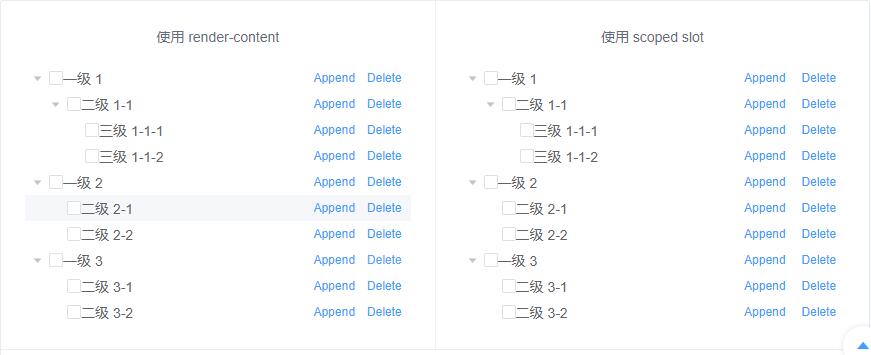 使用 render-content
一级 1 Append Delete
二级 1-1 Append Delete
三级 1-1-1 Append Delete
三级 1-1-2 Append Delete
一级 2 Append Delete
二级 2-1 Append Delete
二级 2-2 Append Delete
一级 3 Append Delete
二级 3-1 Append Delete
二级 3-2 Append Delete
使用 scoped slot
一级 1 Append Delete
二级 1-1 Append Delete
三级 1-1-1 Append Delete
三级 1-1-2 Append Delete
一级 2 Append Delete
二级 2-1 Append Delete
二级 2-2 Append Delete
一级 3 Append Delete
二级 3-1 Append Delete
二级 3-2 Append Delete